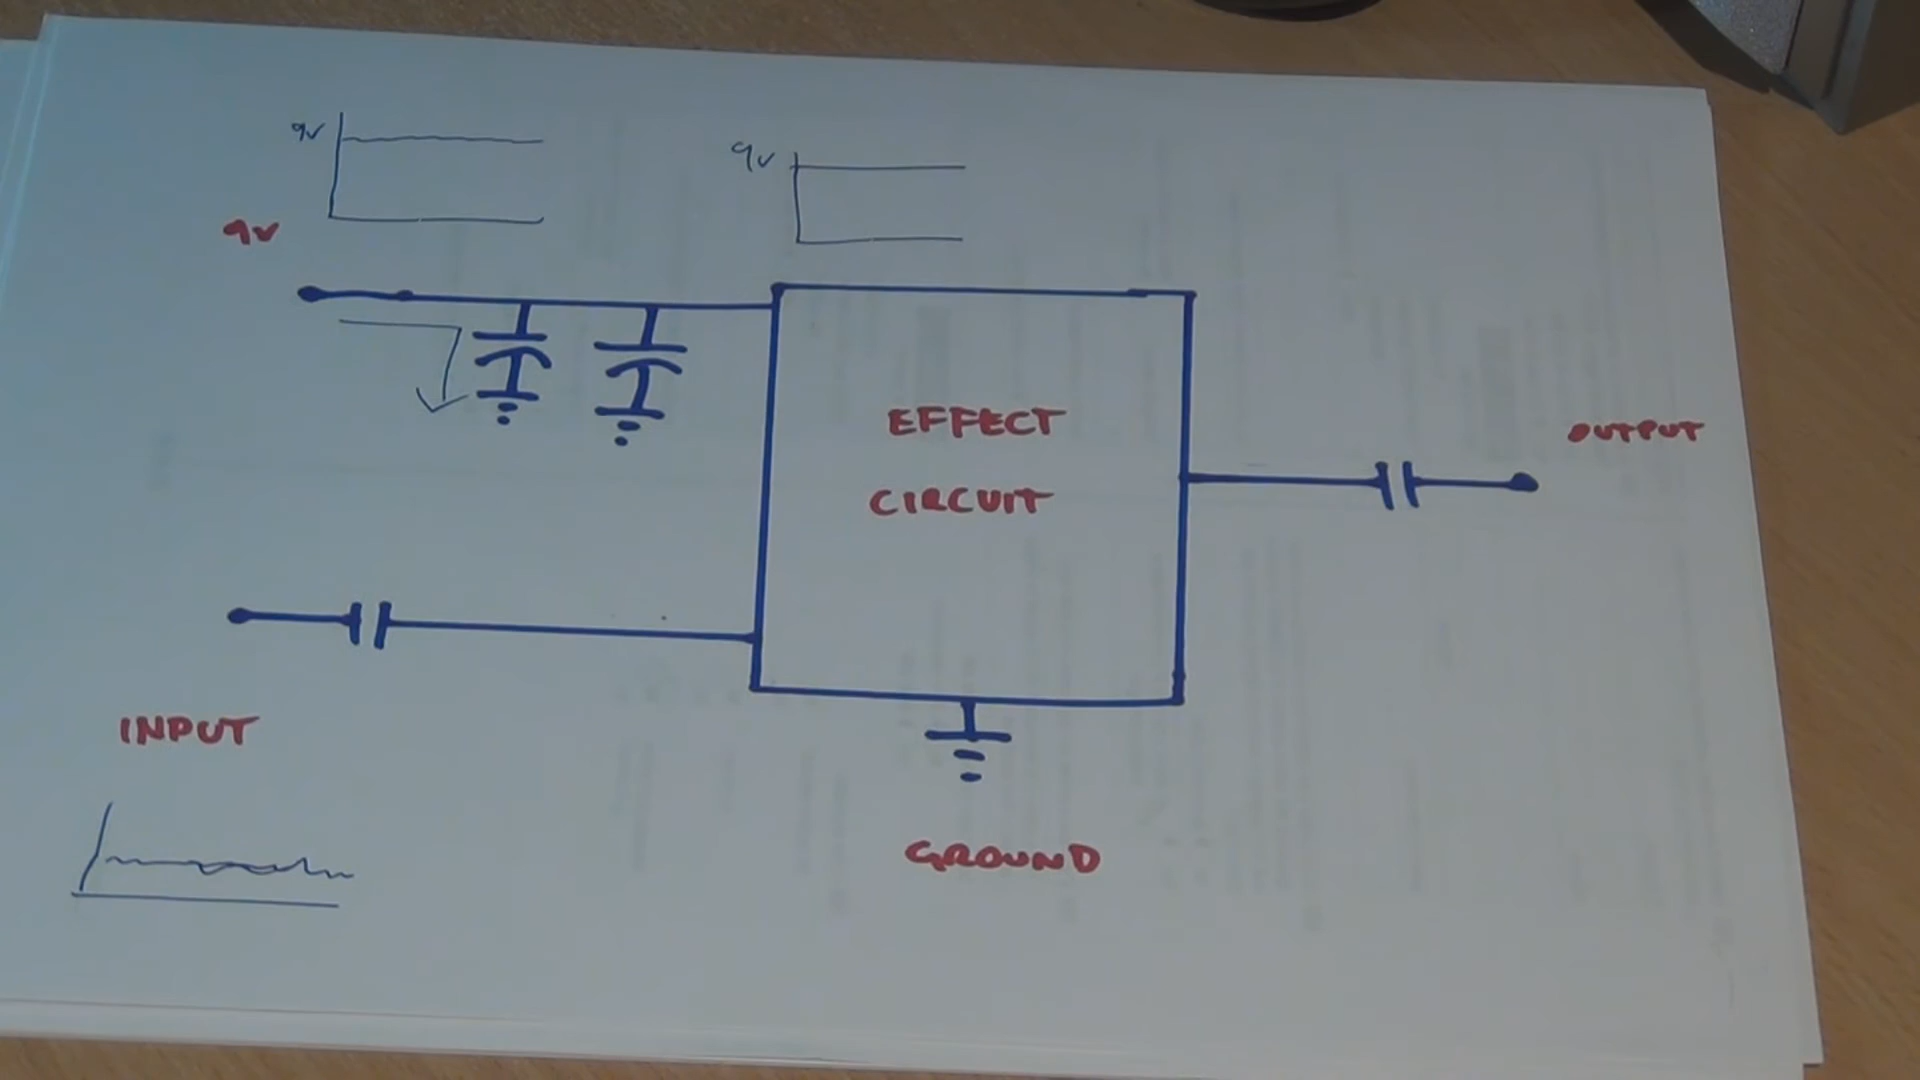 9v
9v
9v
EFFECT
CIRCUIT
OUTPUT
INPUT
GROUND